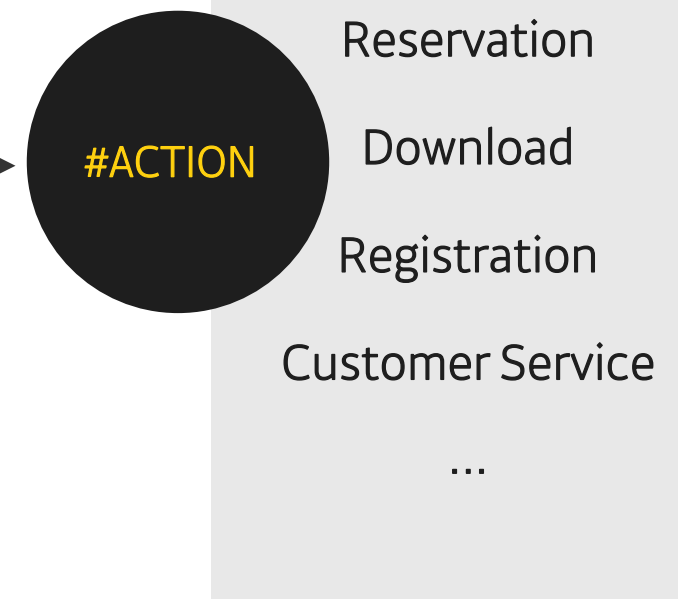 #ACTION
Reservation
Download
Registration
Customer Service
...